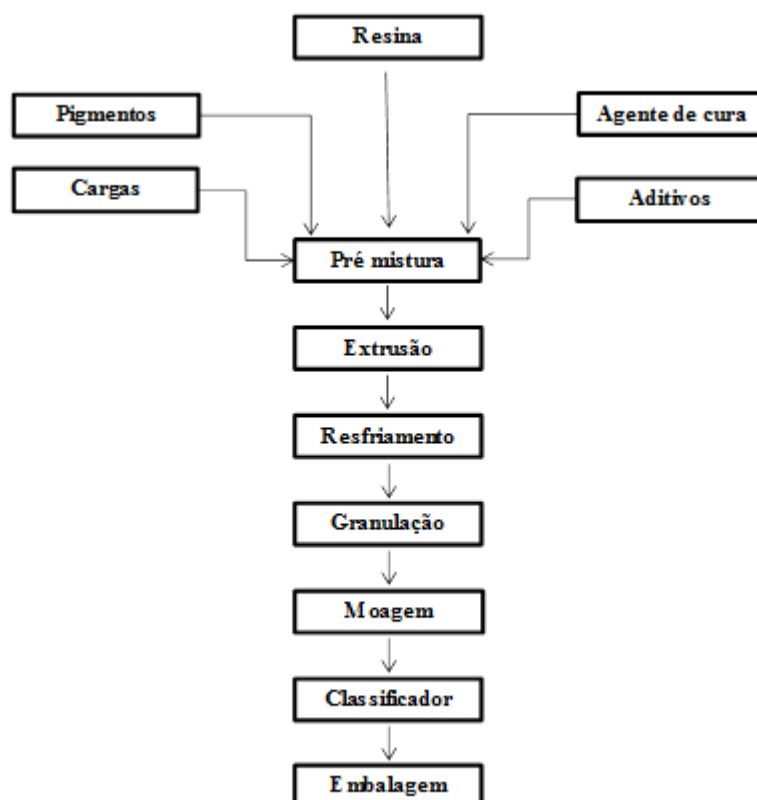 Resina
Pigmentos
Agente de cura
Cargas
Aditivos
Pré mistura
Extrusão
Resfriamento
Granulação
Moagem
Classificador
Embalagem